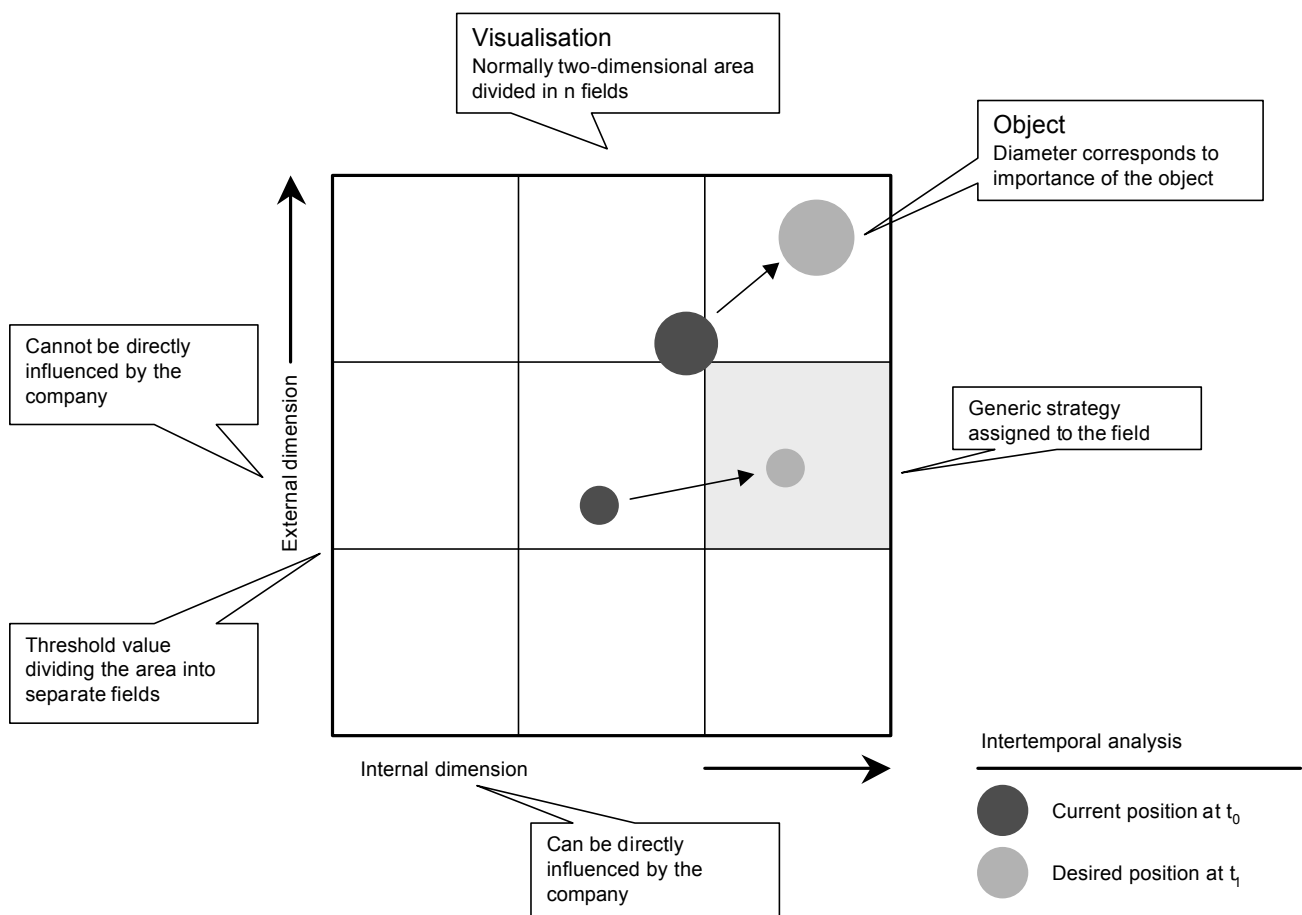 Visualisation
Normally two-dimensional area
divided in n fields
Object
Diameter corresponds to
importance of the object
Cannot be directly
influenced by the
company
External dimension
Generic strategy
assigned to the field
Threshold value
dividing the area into
separate fields
Internal dimension
Can be directly
influenced by the
company
Intertemporal analysis
Current position at t0
Desired position at t1